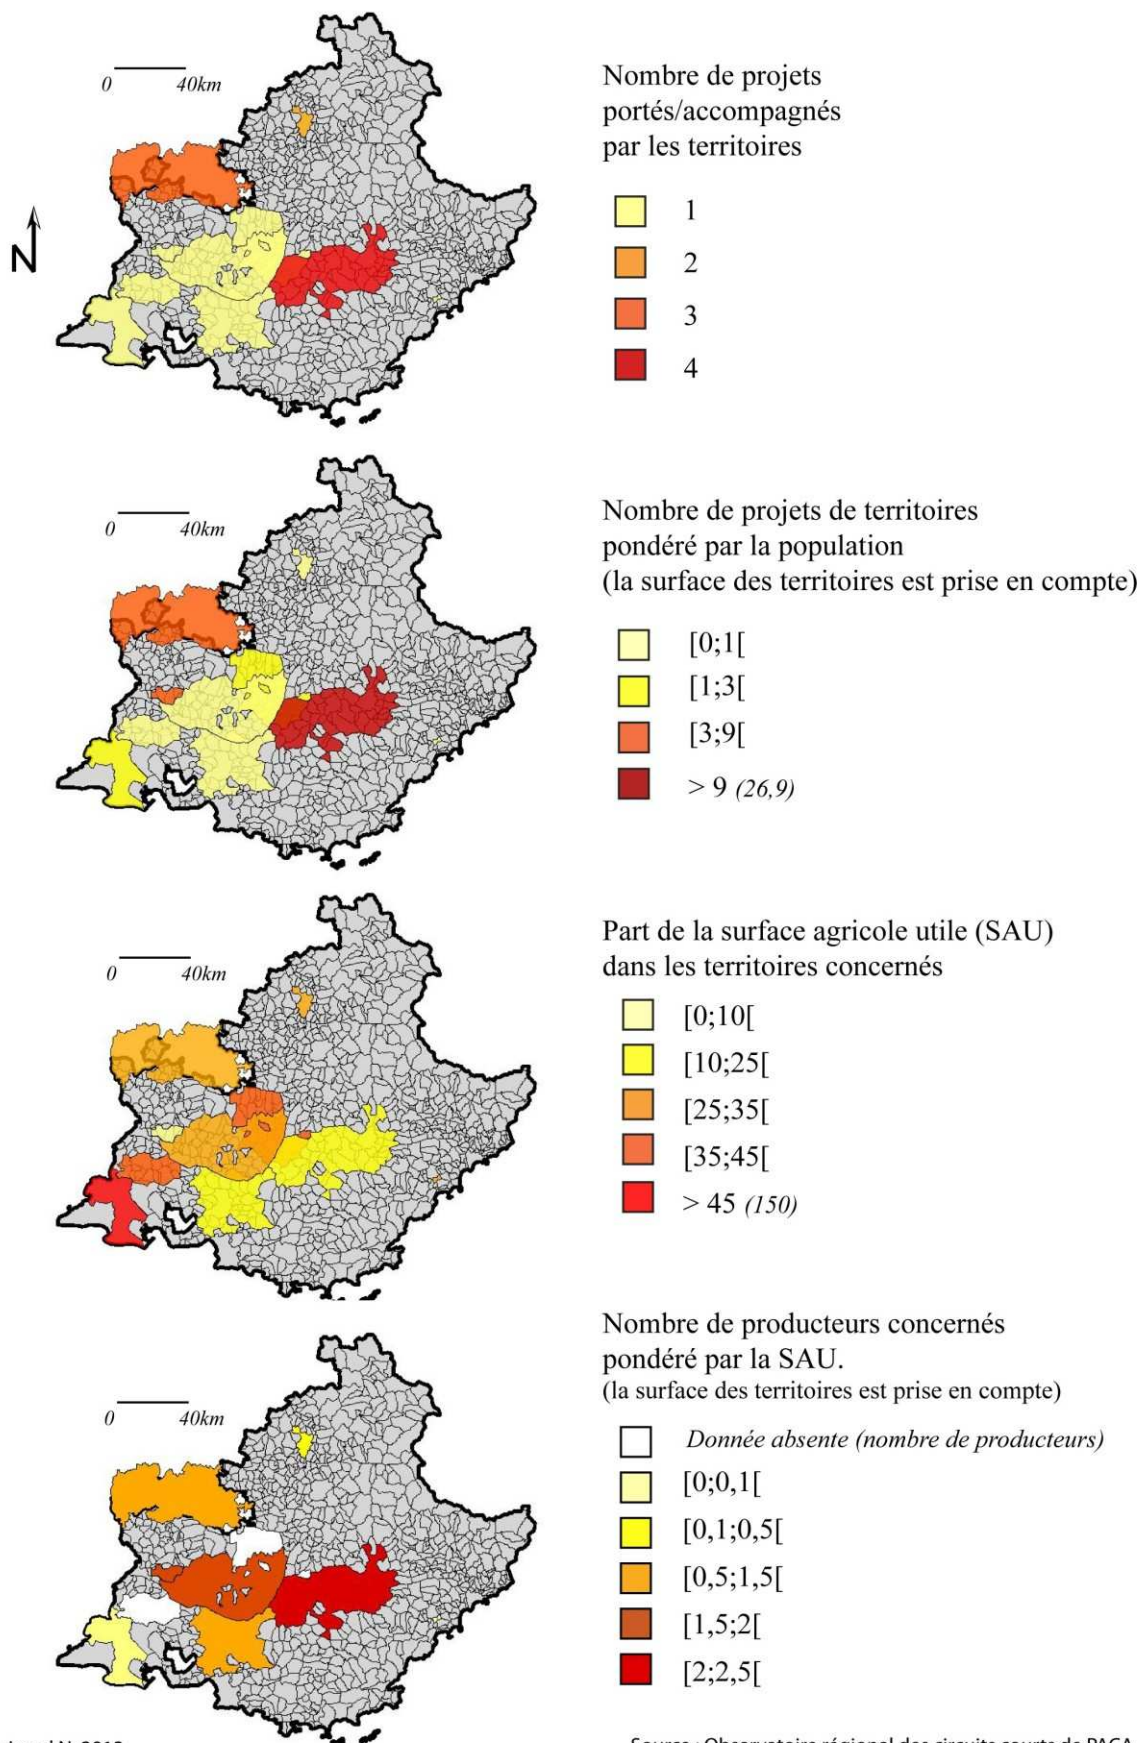 0 40km
N
Nombre de projets
portés/accompagnés
par les territoires
1
2
3
4
0 40km
Nombre de projets de territoires
pondéré par la population
(la surface des territoires est prise en compte)
[0;1[
[1;3[
[3;9[
> 9 (26,9)
0 40km
Part de la surface agricole utile (SAU)
dans les territoires concernés
[0;10[
[10;25[
[25;35[
[35;45[
> 45 (150)
0 40km
Nombre de producteurs concernés
pondéré par la SAU.
(la surface des territoires est prise en compte)
Donnée absente (nombre de producteurs)
[0;0,1[
[0,1;0,5[
[0,5;1,5[
[1,5;2[
[2;2,5[